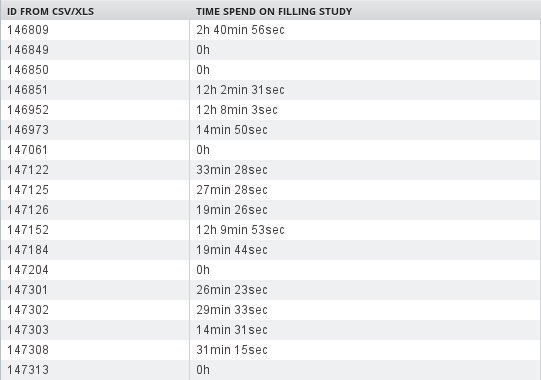 ID FROM CSV/XLS TIME SPEND ON FILLING STUDY
146809 2h 40min 56sec
146849 0h
146850 0h
146851 12h 2min 31sec
146952 12h 8min 3sec
146973 14min 50sec
147061 0h
147122 33min 28sec
147125 27min 28sec
147126 19min 26sec
147152 12h 9min 53sec
147184 19min 44sec
147204 0h
147301 26min 23sec
147302 29min 33sec
147303 14min 31sec
147308 31min 15sec
147313 0h